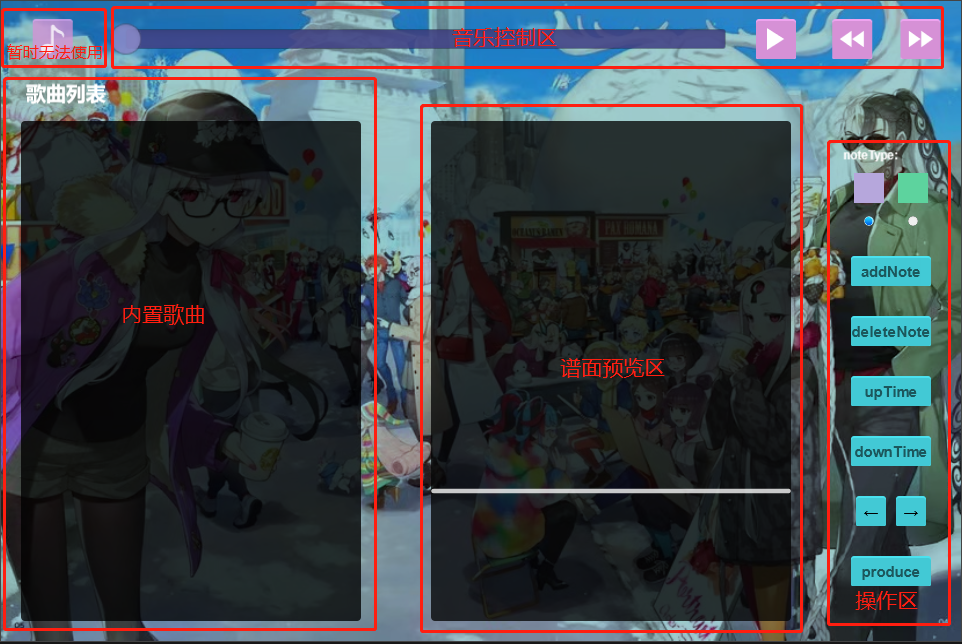 暂时无法使用
音乐控制区
歌曲列表
内置歌曲
谱面预览区
noteType:
addNote
deleteNote
upTime
downTime
← →
produce
操作区